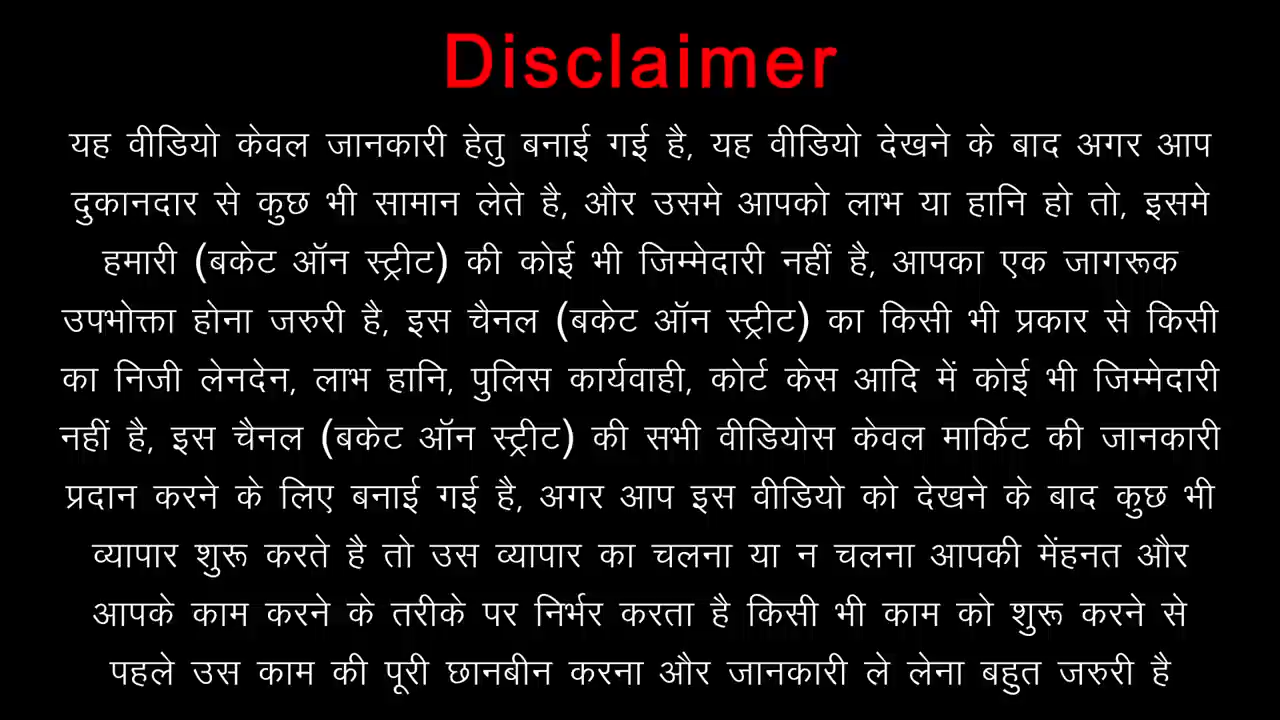 Disclaimer
यह वीडियो केवल जानकारी हेतु बनाई गई है, यह वीडियो देखने के बाद अगर आप
दुकानदार से कुछ भी सामान लेते है, और उसमे आपको लाभ या हानि हो तो, इसमे
हमारी (बकेट ऑन स्ट्रीट) की कोई भी जिम्मेदारी नहीं है, आपका एक जागरूक
उपभोक्ता होना जरुरी है, इस चैनल (बकेट ऑन स्ट्रीट) का किसी भी प्रकार से किसी
का निजी लेनदेन, लाभ हानि, पुलिस कार्यवाही, कोर्ट केस आदि में कोई भी जिम्मेदारी
नहीं है, इस चैनल (बकेट ऑन स्ट्रीट) की सभी वीडियोस केवल मार्किट की जानकारी
प्रदान करने के लिए बनाई गई है, अगर आप इस वीडियो को देखने के बाद कुछ भी
व्यापार शुरू करते है तो उस व्यापार का चलना या न चलना आपकी मेंहनत और
आपके काम करने के तरीके पर निर्भर करता है किसी भी काम को शुरू करने से
पहले उस काम की पूरी छानबीन करना और जानकारी ले लेना बहुत जरुरी है